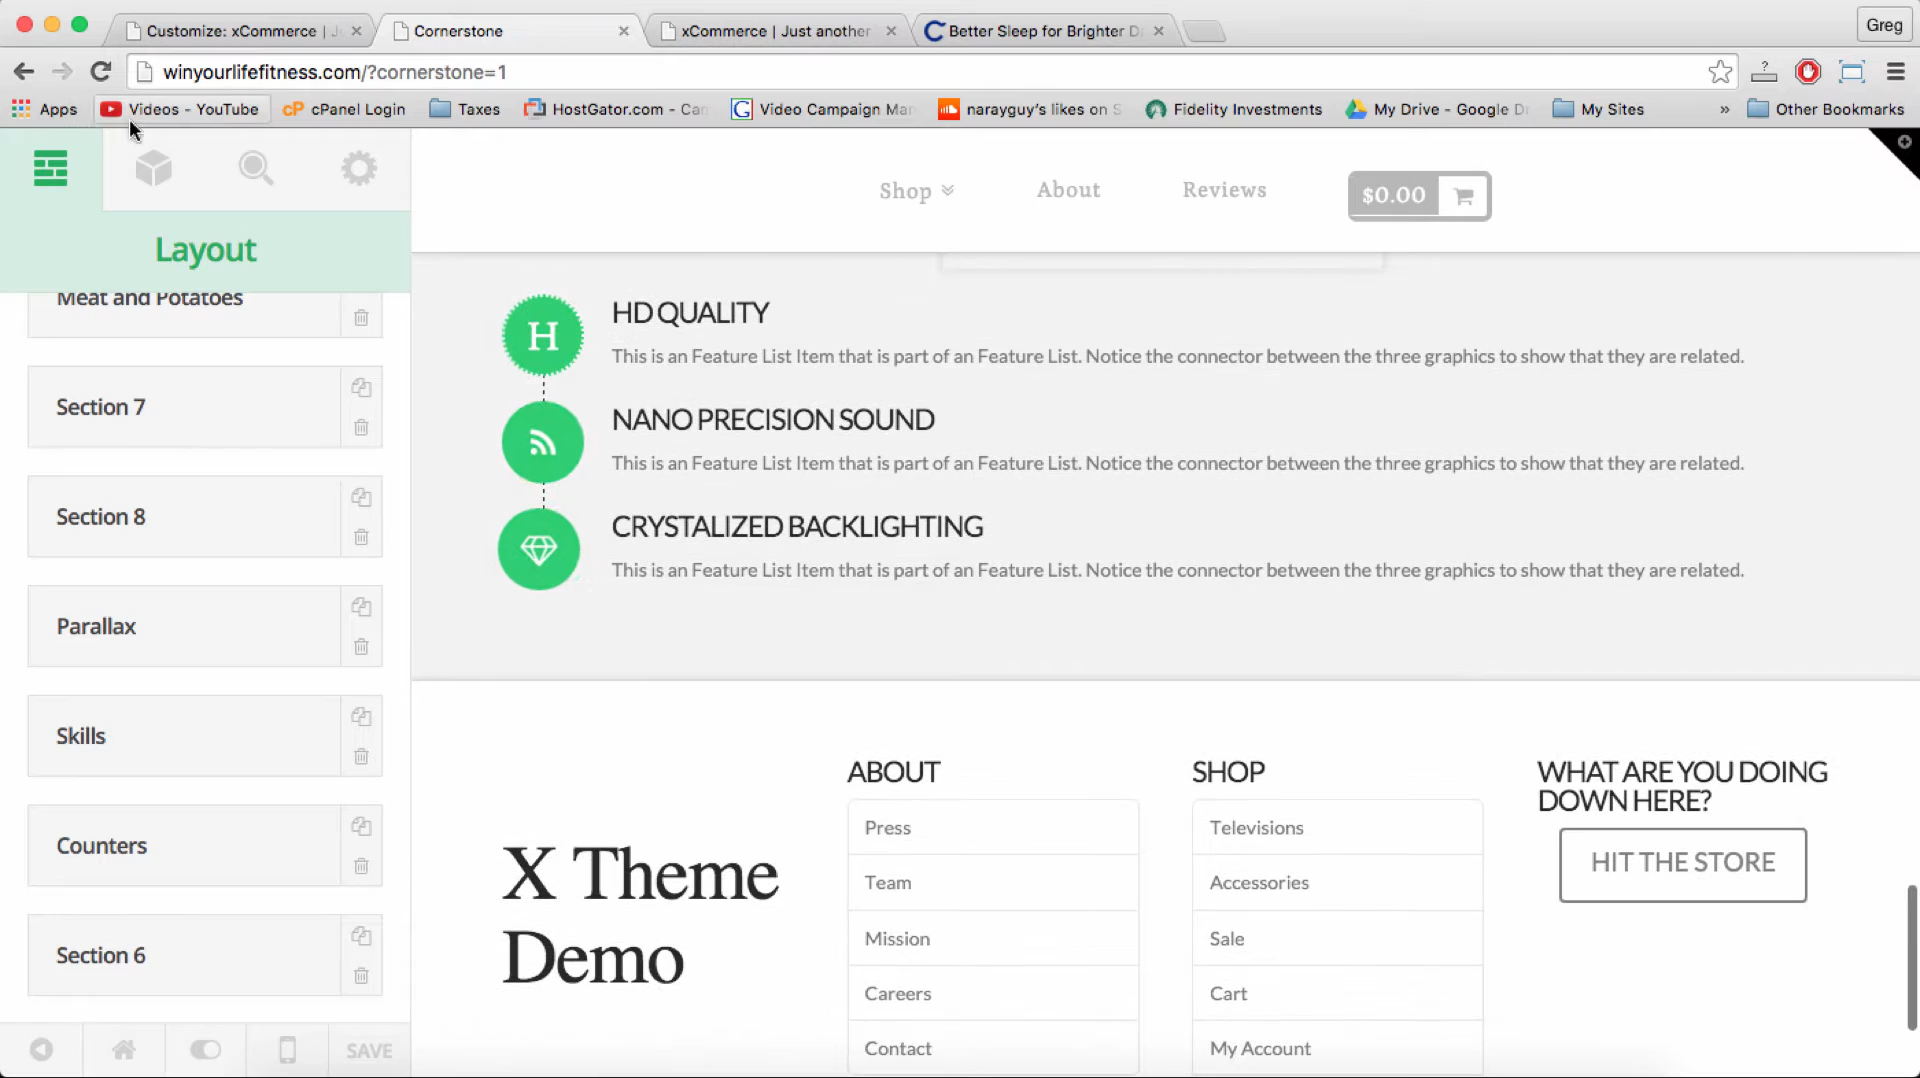 Customize: xCommerce | J
Cornerstone
xCommerce | Just another
Better Sleep for Brighter D
Greg
winyourlifefitness.com/?cornerstone=1
Apps
Videos - YouTube
cP cPanel Login
Taxes
HostGator.com - Can
Video Campaign Man
narayguy's likes on S
Fidelity Investments
My Drive - Google Dr
My Sites
» Other Bookmarks
Layout
Meat and Potatoes
Section 7
Section 8
Parallax
Skills
Counters
Section 6
SAVE
Shop
About
Reviews
$0.00
H
HD QUALITY
This is an Feature List Item that is part of an Feature List. Notice the connector between the three graphics to show that they are related.
NANO PRECISION SOUND
This is an Feature List Item that is part of an Feature List. Notice the connector between the three graphics to show that they are related.
CRYSTALIZED BACKLIGHTING
This is an Feature List Item that is part of an Feature List. Notice the connector between the three graphics to show that they are related.
X Theme
Demo
ABOUT
Press
Team
Mission
Careers
Contact
SHOP
Televisions
Accessories
Sale
Cart
My Account
WHAT ARE YOU DOING
DOWN HERE?
HIT THE STORE